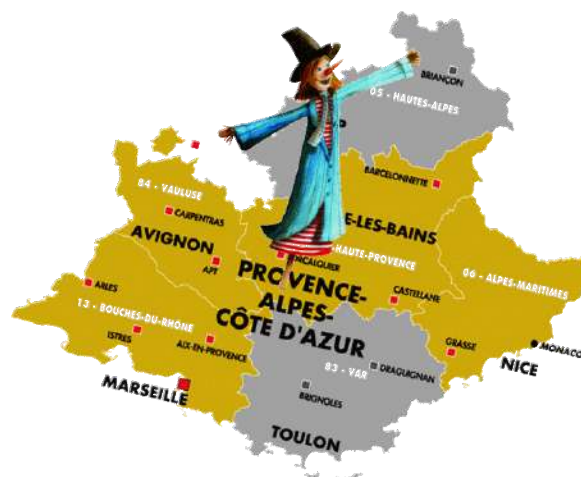 BRIANÇON
05 - HAUTES-ALPES
BARCELONNETTE
84 - VAULUSE
CARPENTRAS
E-LES-BAINS
AVIGNON
HAUTE-PROVENCE
APT
06 - ALPES-MARITIMES
PROVENCE-
ALPES-
CÔTE D'AZUR
CASTELLANE
ARLES
13 - BOUCHES-DU-RHÔNE
ISTRES
AIX-EN-PROVENCE
GRASSE
MONACO
NICE
83 - VAR
DRAGUIGNAN
MARSEILLE
BRIGNOLES
TOULON